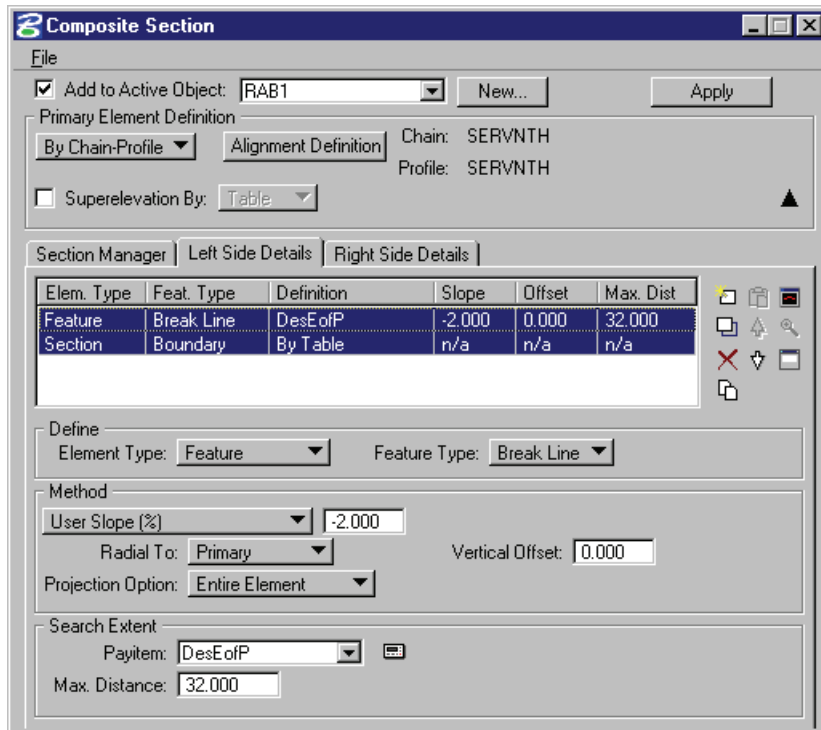 Composite Section
File
Add to Active Object: RAB1 New... Apply
Primary Element Definition
By Chain-Profile Alignment Definition Chain: SERVNTH
Profile: SERVNTH
Superelevation By: Table
Section Manager Left Side Details Right Side Details
Elem. Type Feat. Type Definition Slope Offset Max. Dist
Feature Break Line DesEofP -2.000 0.000 32.000
Section Boundary By Table n/a n/a n/a
Define
Element Type: Feature Feature Type: Break Line
Method
User Slope (%) -2.000
Radial To: Primary Vertical Offset: 0.000
Projection Option: Entire Element
Search Extent
Payitem: DesEofP
Max. Distance: 32.000